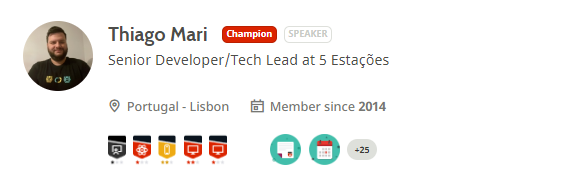 Thiago Mari Champion SPEAKER
Senior Developer/Tech Lead at 5 Estações
Portugal - Lisbon Member since 2014
+25